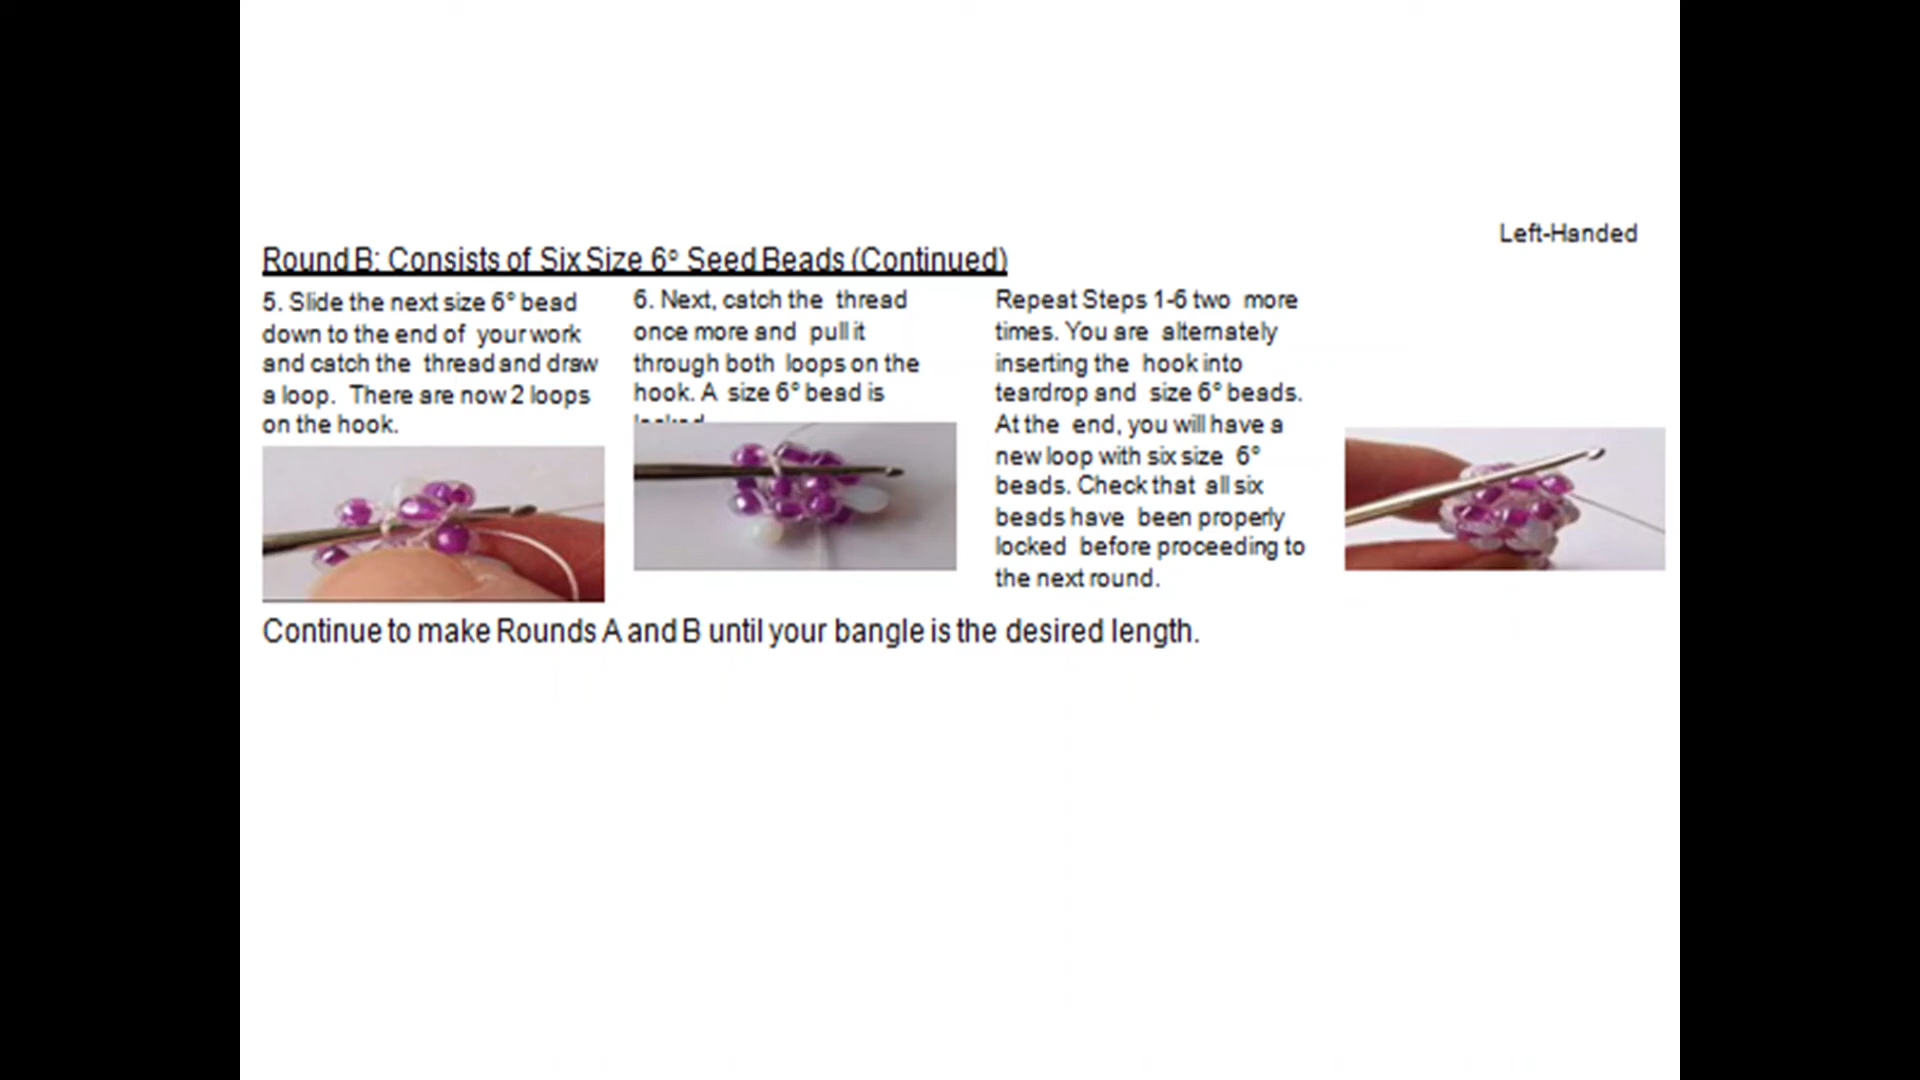 Left-Handed
Round B: Consists of Six Size 6° Seed Beads (Continued)
5. Slide the next size 6° bead
down to the end of your work
and catch the thread and draw
a loop. There are now 2 loops
on the hook.
6. Next, catch the thread
once more and pull it
through both loops on the
hook. A size 6° bead is
locked
Repeat Steps 1-6 two more
times. You are alternately
inserting the hook into
teardrop and size 6° beads.
At the end, you will have a
new loop with six size 6°
beads. Check that all six
beads have been properly
locked before proceeding to
the next round.
Continue to make Rounds A and B until your bangle is the desired length.